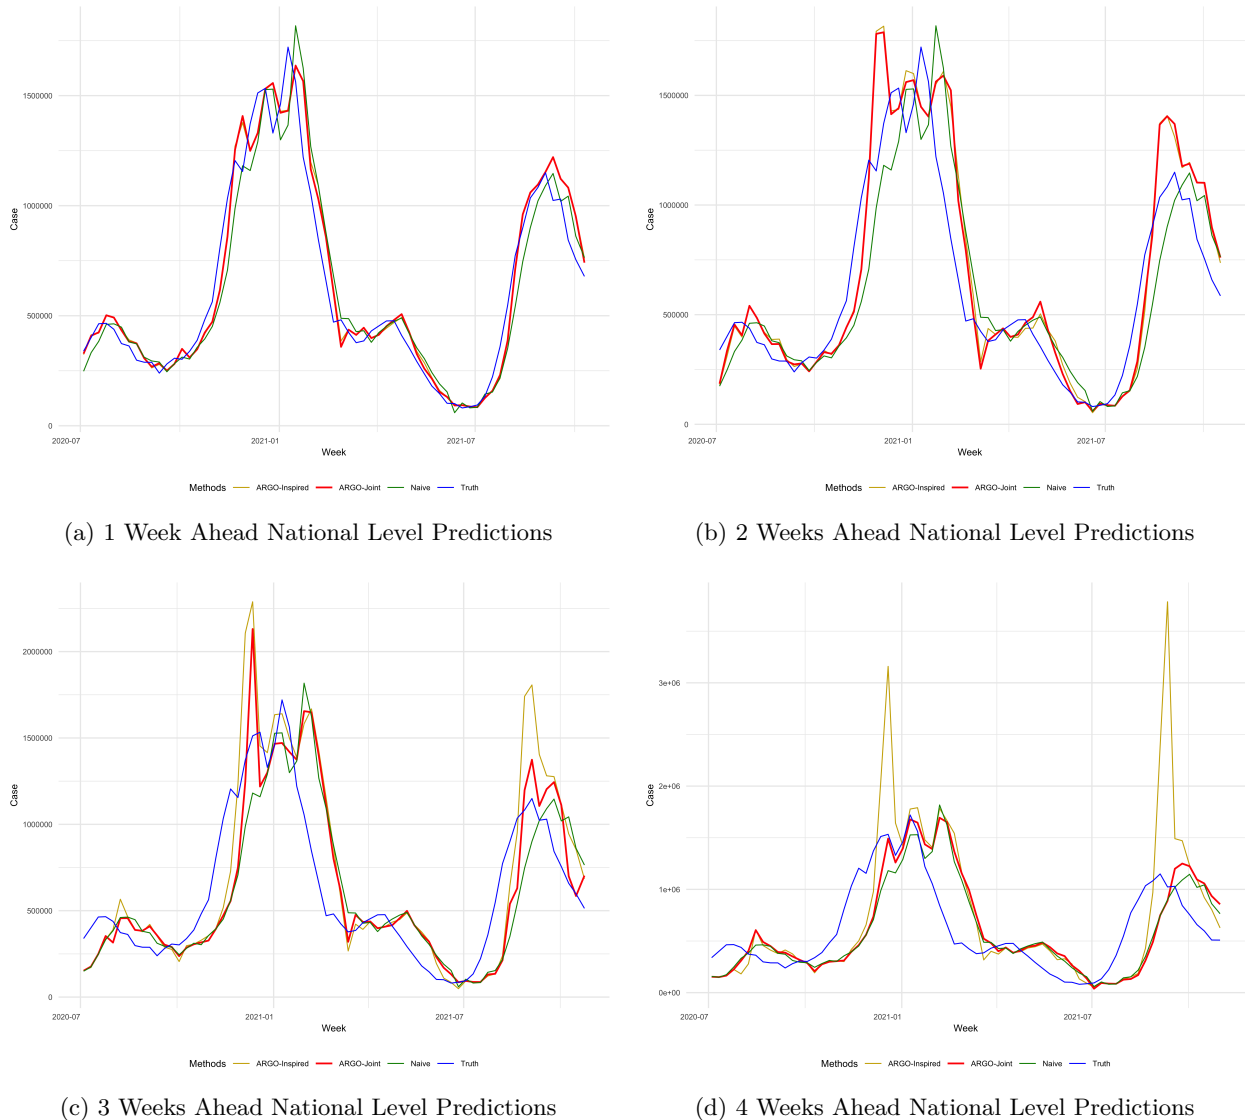 1500000
1000000
500000
0
Case
2020-07
2021-01
2021-07
Week
Methods ARGO-Inspired ARGO-Joint Naive Truth
(a) 1 Week Ahead National Level Predictions
1500000
1000000
500000
0
Case
2020-07
2021-01
2021-07
Week
Methods ARGO-Inspired ARGO-Joint Naive Truth
(b) 2 Weeks Ahead National Level Predictions
2000000
1500000
1000000
500000
0
Case
2020-07
2021-01
2021-07
Week
Methods ARGO-Inspired ARGO-Joint Naive Truth
(c) 3 Weeks Ahead National Level Predictions
3e+06
2e+06
1e+06
0e+00
Case
2020-07
2021-01
2021-07
Week
Methods ARGO-Inspired ARGO-Joint Naive Truth
(d) 4 Weeks Ahead National Level Predictions